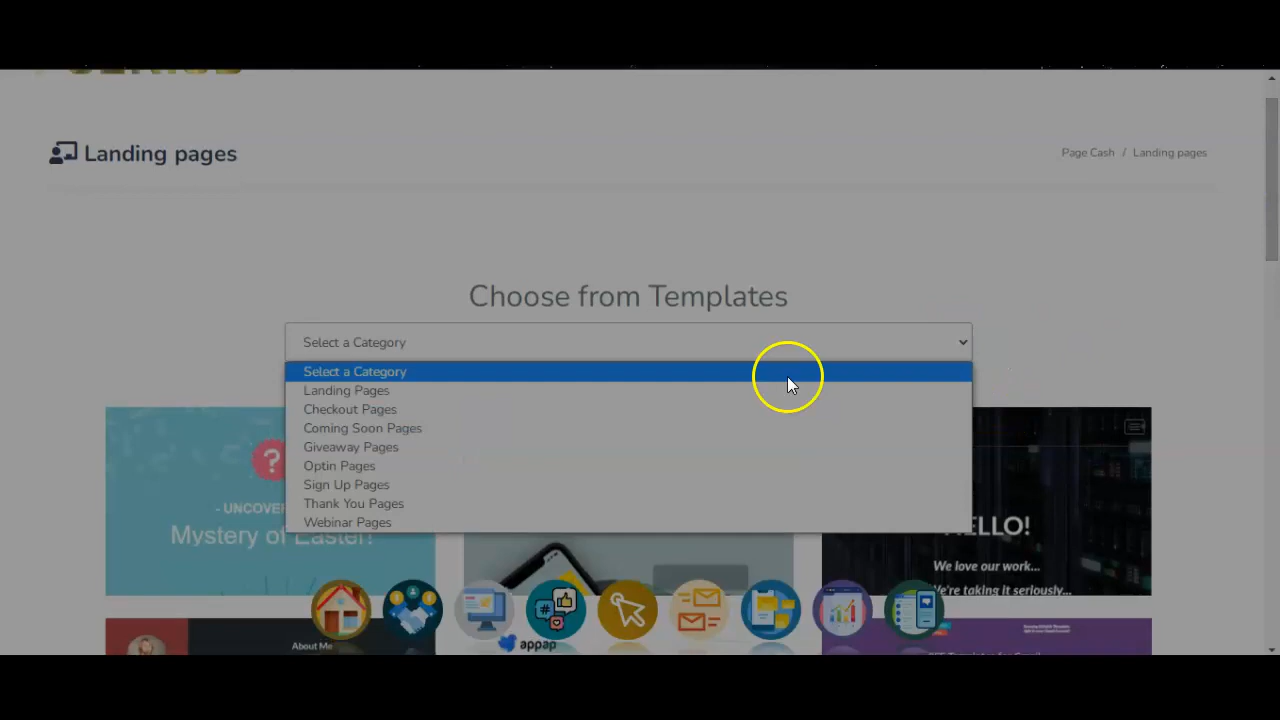 Landing pages
Page Cash / Landing pages
Choose from Templates
Select a Category
Select a Category
Landing Pages
Checkout Pages
Coming Soon Pages
Giveaway Pages
Optin Pages
Sign Up Pages
Thank You Pages
Webinar Pages
?
- UNCOVER
Mystery of Easter!
HELLO!
We love our work...
We're taking it seriously...
#
appap
About Me